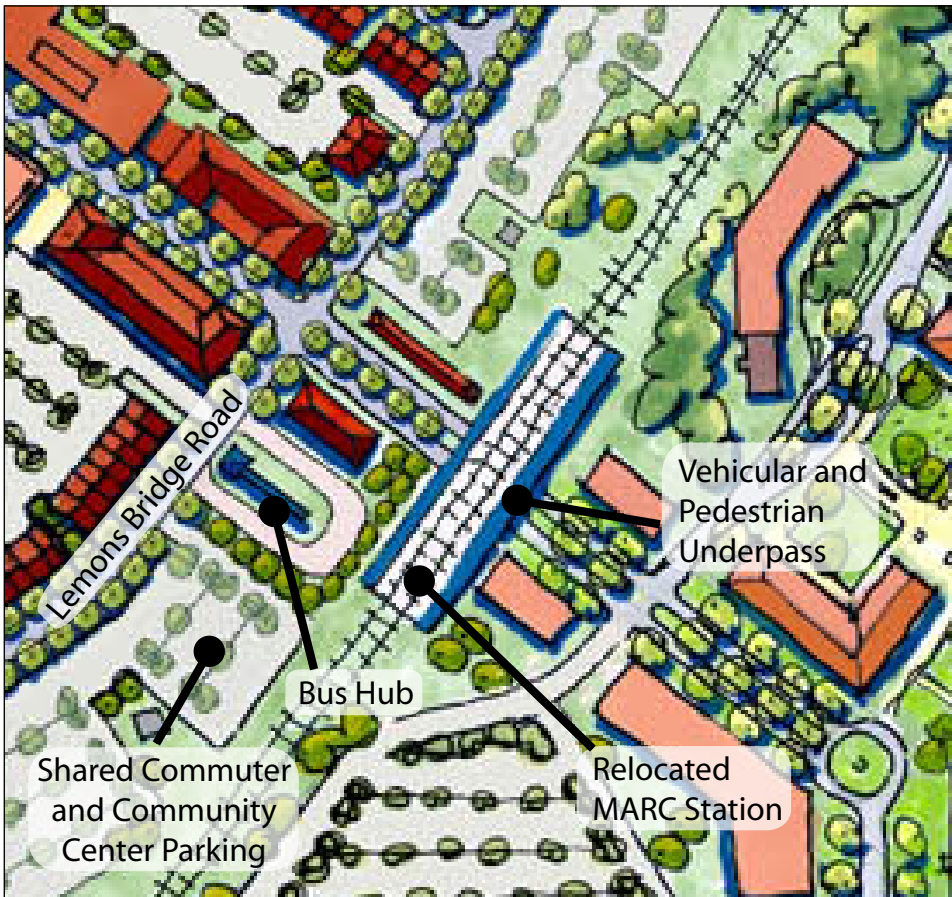 Lemons Bridge Road
Vehicular and
Pedestrian
Underpass
Bus Hub
Shared Commuter
and Community
Center Parking
Relocated
MARC Station